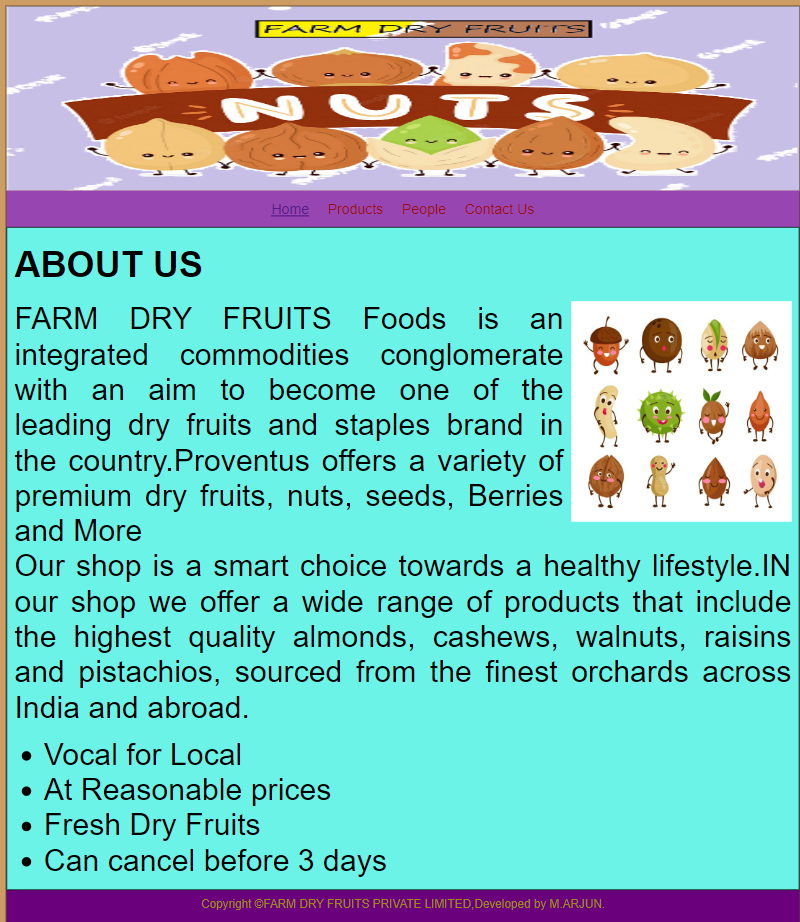 FARM DRY FRUITS
NUTS
Home Products People Contact Us
ABOUT US
FARM DRY FRUITS Foods is an
integrated commodities conglomerate
with an aim to become one of the
leading dry fruits and staples brand in
the country.Proventus offers a variety of
premium dry fruits, nuts, seeds, Berries
and More
Our shop is a smart choice towards a healthy lifestyle.IN
our shop we offer a wide range of products that include
the highest quality almonds, cashews, walnuts, raisins
and pistachios, sourced from the finest orchards across
India and abroad.
• Vocal for Local
• At Reasonable prices
• Fresh Dry Fruits
• Can cancel before 3 days
Copyright ©FARM DRY FRUITS PRIVATE LIMITED,Developed by M.ARJUN.